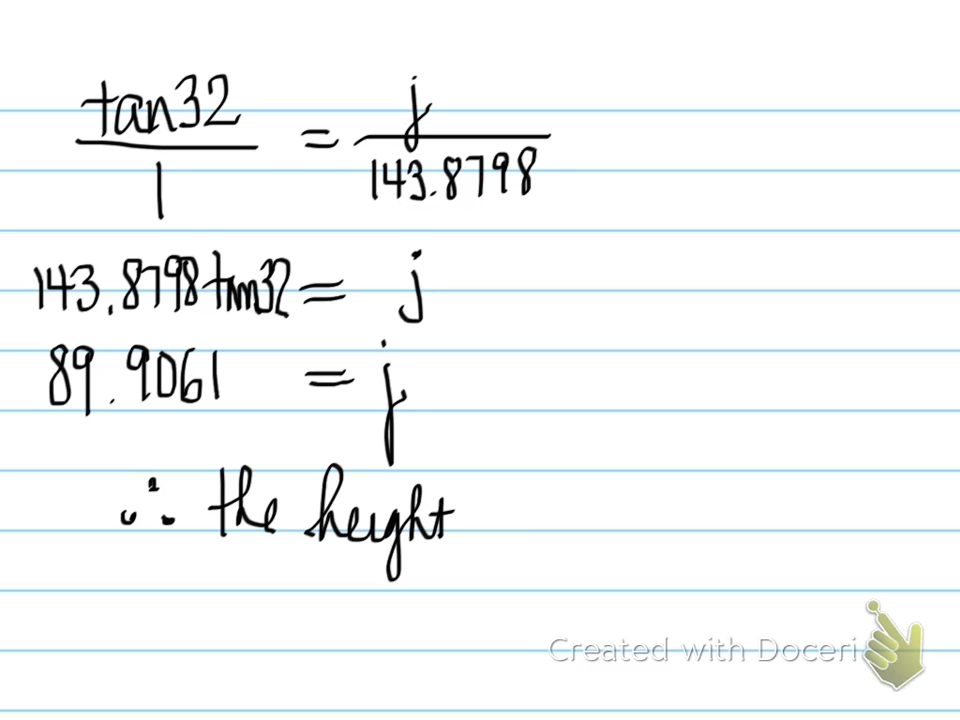 tan32 = j
1 143.8798
143.8798tan32 = j
89.9061 = j
∴ the height
Created with Doceri